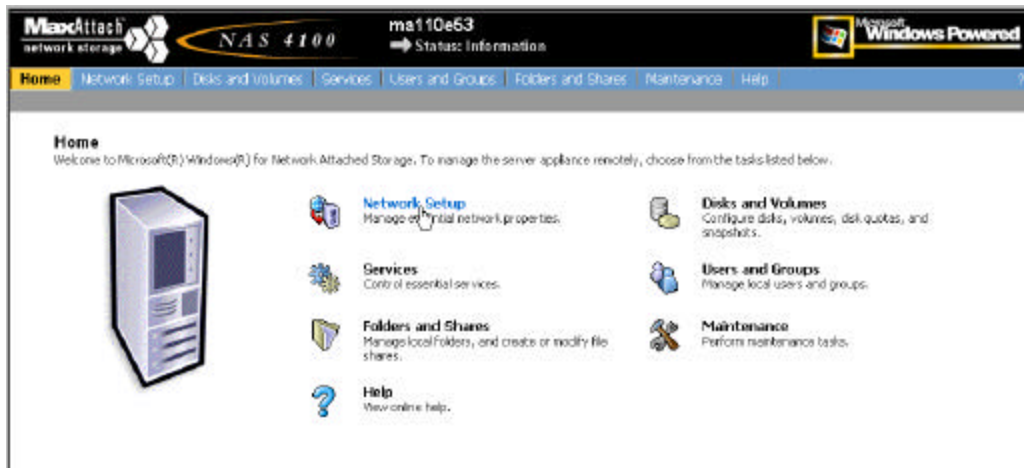 MaxAttach
network storage
NAS 4100
ma110e53
Status: Information
Microsoft
Windows Powered
Home Network Setup Disks and Volumes Services Users and Groups Folders and Shares Maintenance Help ?
Home
Welcome to Microsoft(R) Windows(R) for Network Attached Storage. To manage the server appliance remotely, choose from the tasks listed below.
Network Setup
Manage essential network properties.
Disks and Volumes
Configure disks, volumes, disk quotas, and
snapshots.
Services
Control essential services.
Users and Groups
Manage local users and groups.
Folders and Shares
Manage local folders, and create or modify file
shares.
Maintenance
Perform maintenance tasks.
Help
View online help.